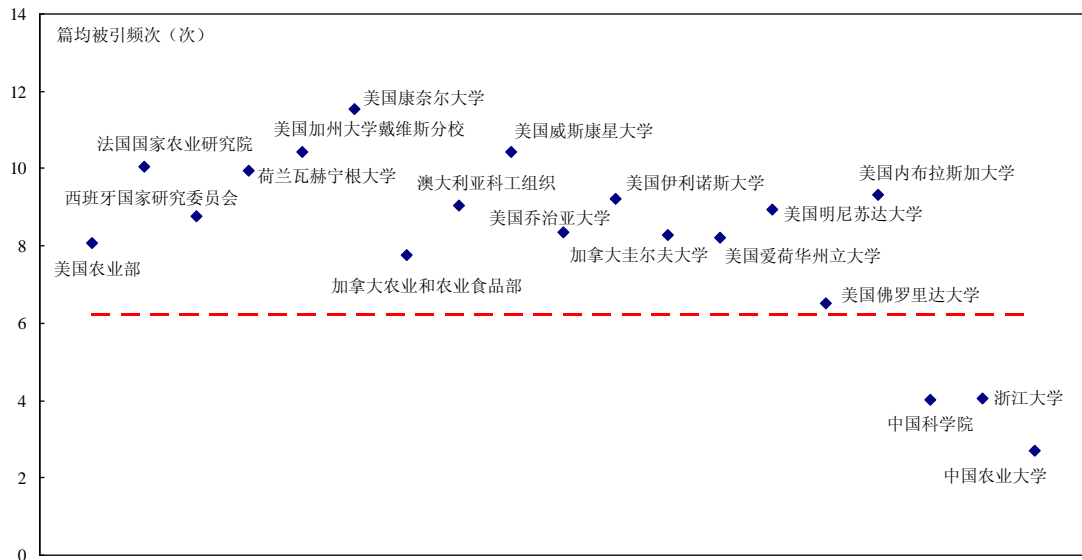 14
篇均被引频次（次）
12
美国康奈尔大学
美国加州大学戴维斯分校
美国威斯康星大学
法国国家农业研究院
10
荷兰瓦赫宁根大学
澳大利亚科工组织
美国伊利诺斯大学
美国内布拉斯加大学
西班牙国家研究委员会
美国乔治亚大学
美国明尼苏达大学
8
美国农业部
加拿大农业和农业食品部
加拿大圭尔夫大学
美国爱荷华州立大学
美国佛罗里达大学
6
4
浙江大学
中国科学院
2
中国农业大学
0